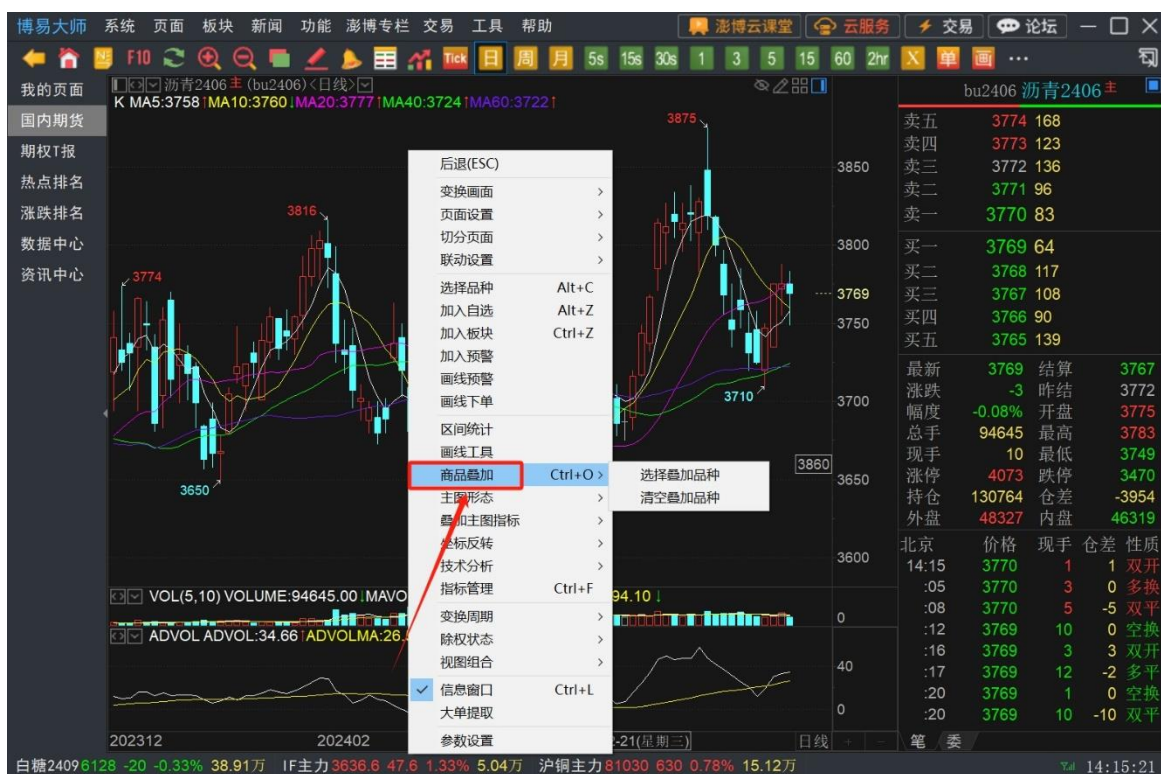 博易大师 系统 页面 板块 新闻 功能 澎博专栏 交易 工具 帮助 澎博云课堂 云服务 交易 论坛
F10 Tick 日 周 月 5s 15s 30s 1 3 5 15 60 2hr X 单 画 ···
我的页面
国内期货
期权T报
热点排名
涨跌排名
数据中心
资讯中心
沥青2406主 (bu2406)<日线>
K MA5:3758↑MA10:3760↓MA20:3777↑MA40:3724↑MA60:3722↑
3875
3816
3774
3650
3710
3850
3800
3769
3750
3700
3860
3650
3600
后退(ESC)
变换画面
页面设置
切分页面
联动设置
选择品种 Alt+C
加入自选 Alt+Z
加入板块 Ctrl+Z
加入预警
画线预警
画线下单
区间统计
画线工具
商品叠加 Ctrl+O
选择叠加品种
清空叠加品种
主图形态
叠加主图指标
坐标反转
技术分析
指标管理 Ctrl+F
变换周期
除权状态
视图组合
信息窗口 Ctrl+L
大单提取
参数设置
VOL(5,10) VOLUME:94645.00↓MAVO 94.10↓
0
ADVOL ADVOL:34.66↑ADVOLMA:26.
40
0
202312 202402 -21(星期三) 日线 + -
bu2406 沥青2406主
卖五 3774 168
卖四 3773 123
卖三 3772 136
卖二 3771 96
卖一 3770 83
买一 3769 64
买二 3768 117
买三 3767 108
买四 3766 90
买五 3765 139
最新 3769 结算 3767
涨跌 -3 昨结 3772
幅度 -0.08% 开盘 3775
总手 94645 最高 3783
现手 10 最低 3749
涨停 4073 跌停 3470
持仓 130764 仓差 -3954
外盘 48327 内盘 46319
北京 价格 现手 仓差 性质
14:15 3770 1 1 双开
:05 3770 3 0 多换
:08 3770 5 -5 双平
:12 3769 10 0 空换
:16 3769 3 3 双开
:17 3769 12 -2 多平
:20 3769 1 0 空换
:20 3769 10 -10 双平
笔 委
白糖2409 6128 -20 -0.33% 38.91万 IF主力 3636.6 47.6 1.33% 5.04万 沪铜主力 81030 630 0.78% 15.12万 14:15:21